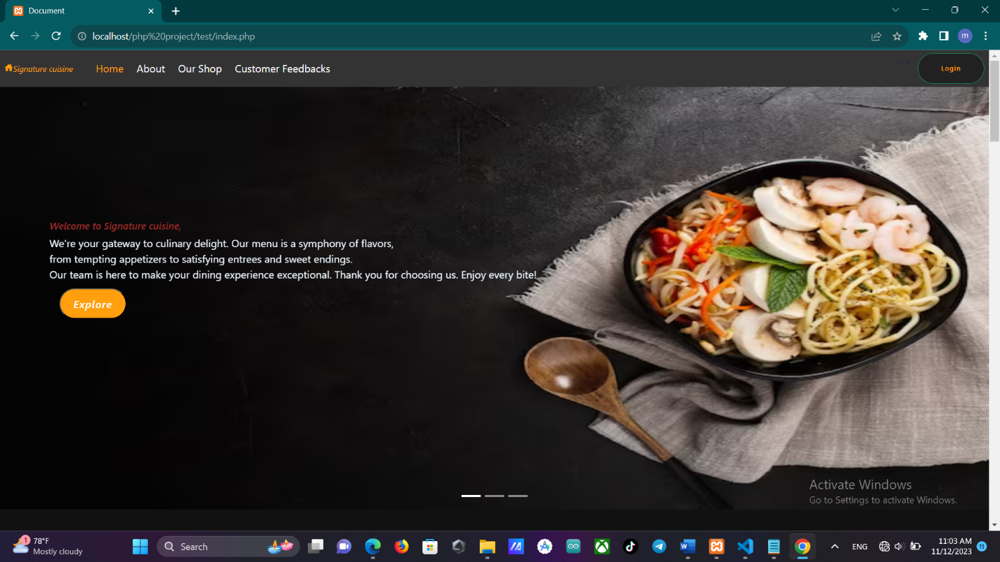 Document
localhost/php%20project/test/index.php
m
Signature cuisine
Home
About
Our Shop
Customer Feedbacks
-->
Login
Welcome to Signature cuisine,
We're your gateway to culinary delight. Our menu is a symphony of flavors,
from tempting appetizers to satisfying entrees and sweet endings.
Our team is here to make your dining experience exceptional. Thank you for choosing us. Enjoy every bite!
Explore
Activate Windows
Go to Settings to activate Windows.
1
78°F
Mostly cloudy
Search
ENG
11:03 AM
11/12/2023
11